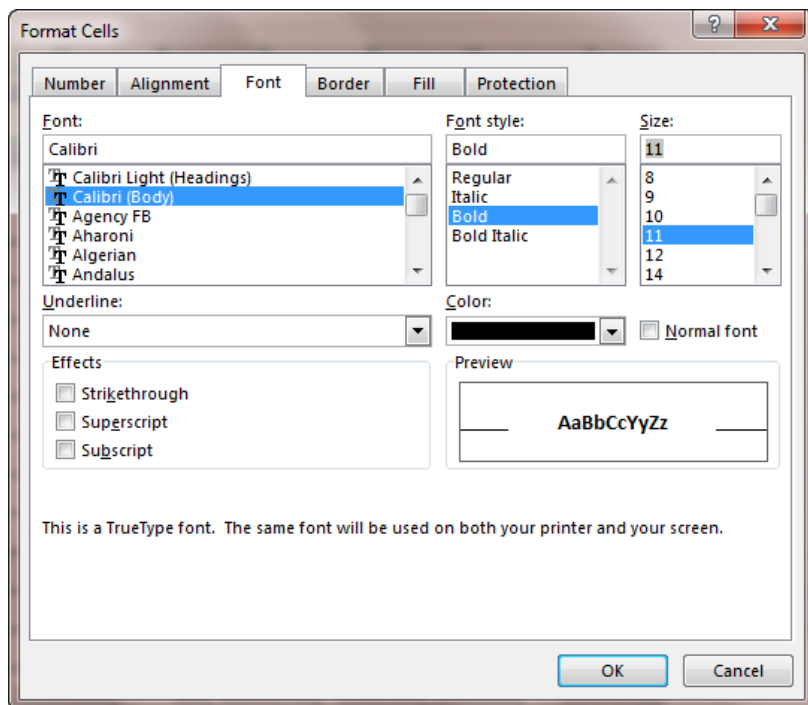 Format Cells
Number Alignment Font Border Fill Protection
Font: Font style: Size:
Calibri Bold 11
Calibri Light (Headings) Regular 8
Calibri (Body) Italic 9
Agency FB Bold 10
Aharoni Bold Italic 11
Algerian 12
Andalus 14
Underline: Color:
None Normal font
Effects Preview
Strikethrough
Superscript AaBbCcYyZz
Subscript
This is a TrueType font. The same font will be used on both your printer and your screen.
OK Cancel